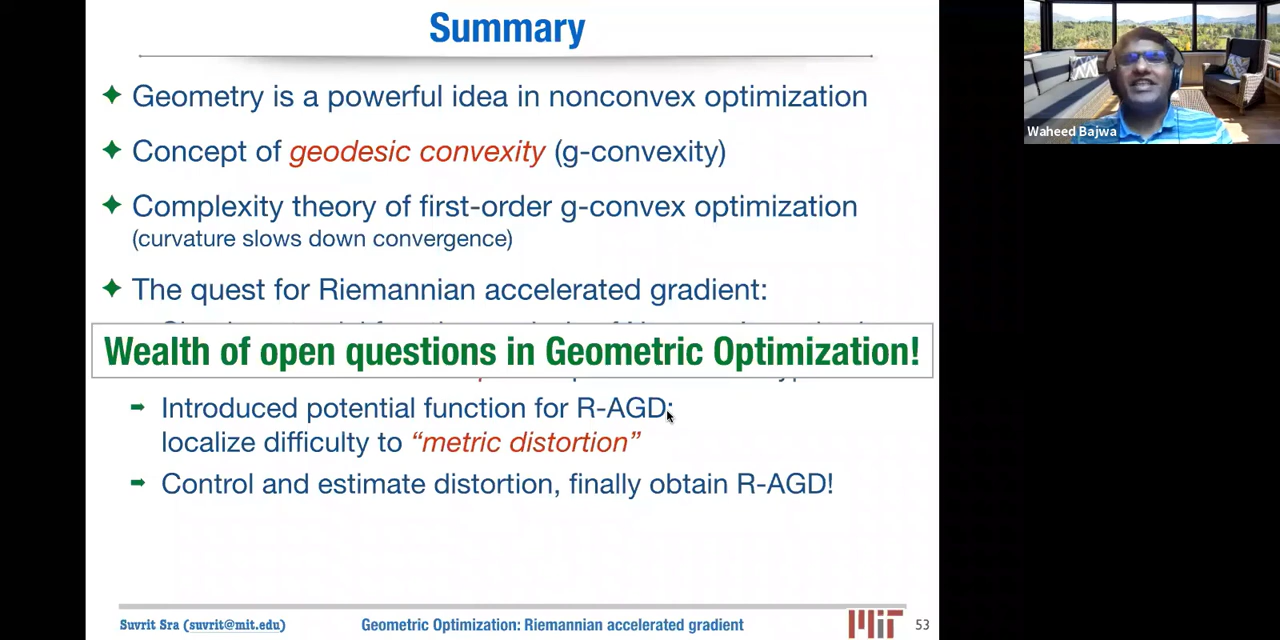 Summary
Geometry is a powerful idea in nonconvex optimization
Concept of geodesic convexity (g-convexity)
Complexity theory of first-order g-convex optimization
(curvature slows down convergence)
The quest for Riemannian accelerated gradient:
Wealth of open questions in Geometric Optimization!
Introduced potential function for R-AGD;
localize difficulty to “metric distortion”
Control and estimate distortion, finally obtain R-AGD!
Suvrit Sra (suvrit@mit.edu)
Geometric Optimization: Riemannian accelerated gradient
MIT
53
Waheed Bajwa